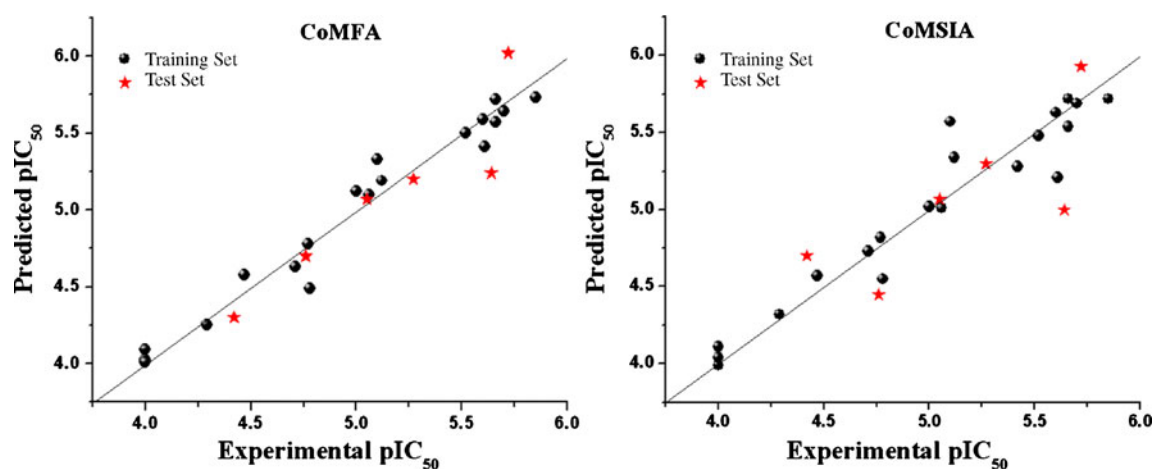 CoMFA
Training Set
Test Set
6.0
5.5
5.0
4.5
4.0
Predicted pIC50
4.0 4.5 5.0 5.5 6.0
Experimental pIC50
CoMSIA
Training Set
Test Set
6.0
5.5
5.0
4.5
4.0
Predicted pIC50
4.0 4.5 5.0 5.5 6.0
Experimental pIC50